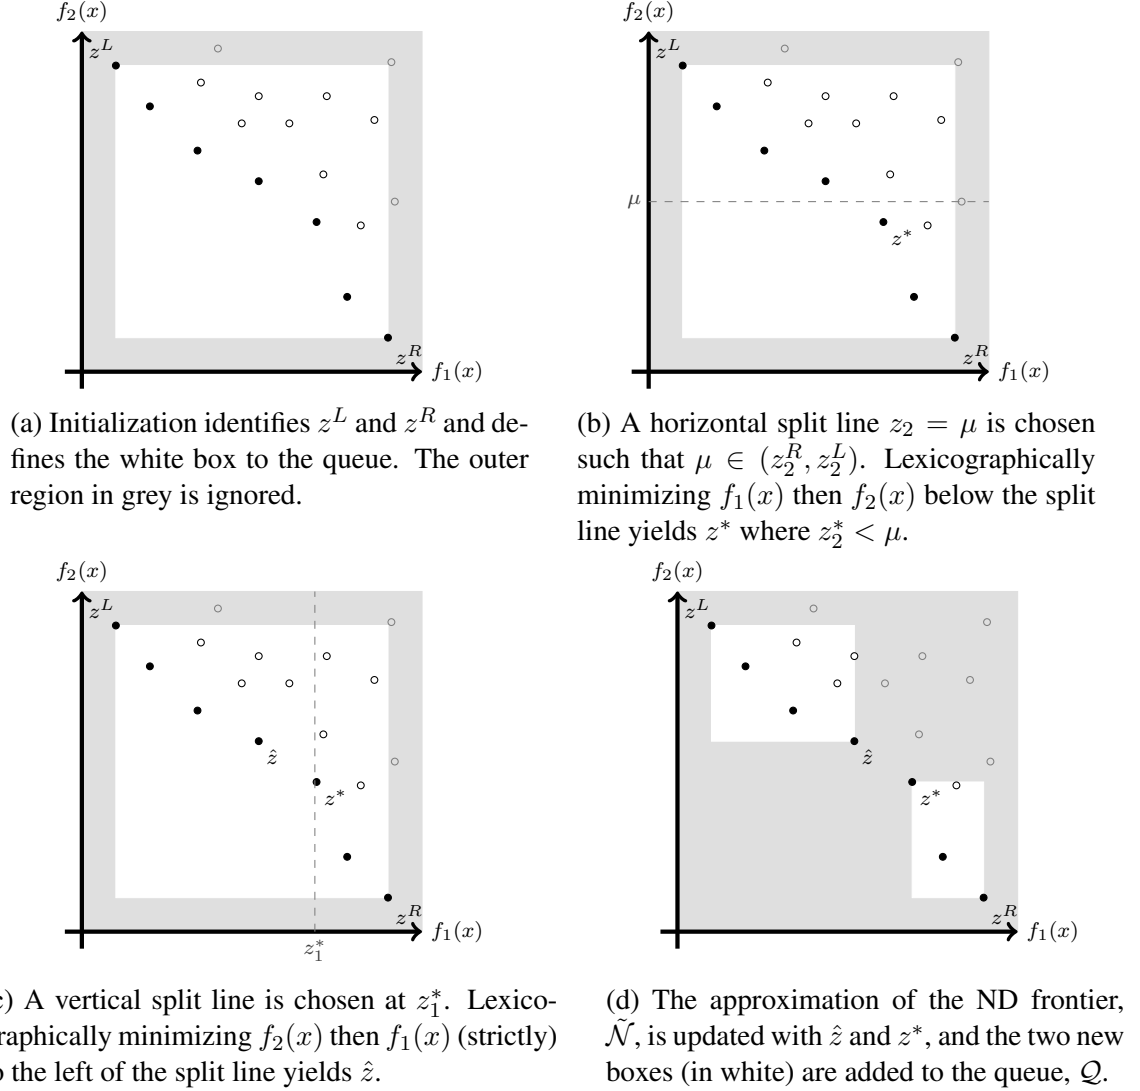 f₂(x)
z^L
z^R
f₁(x)
(a) Initialization identifies z^L and z^R and de-
fines the white box to the queue. The outer
region in grey is ignored.
f₂(x)
z^L
μ
z*
z^R
f₁(x)
(b) A horizontal split line z₂ = μ is chosen
such that μ ∈ (z₂^R, z₂^L). Lexicographically
minimizing f₁(x) then f₂(x) below the split
line yields z* where z₂* < μ.
f₂(x)
z^L
ẑ
z*
z^R
f₁(x)
z₁*
) A vertical split line is chosen at z₁*. Lexico-
graphically minimizing f₂(x) then f₁(x) (strictly)
the left of the split line yields ẑ.
f₂(x)
z^L
ẑ
z*
z^R
f₁(x)
(d) The approximation of the ND frontier,
Ñ, is updated with ẑ and z*, and the two new
boxes (in white) are added to the queue, Q.